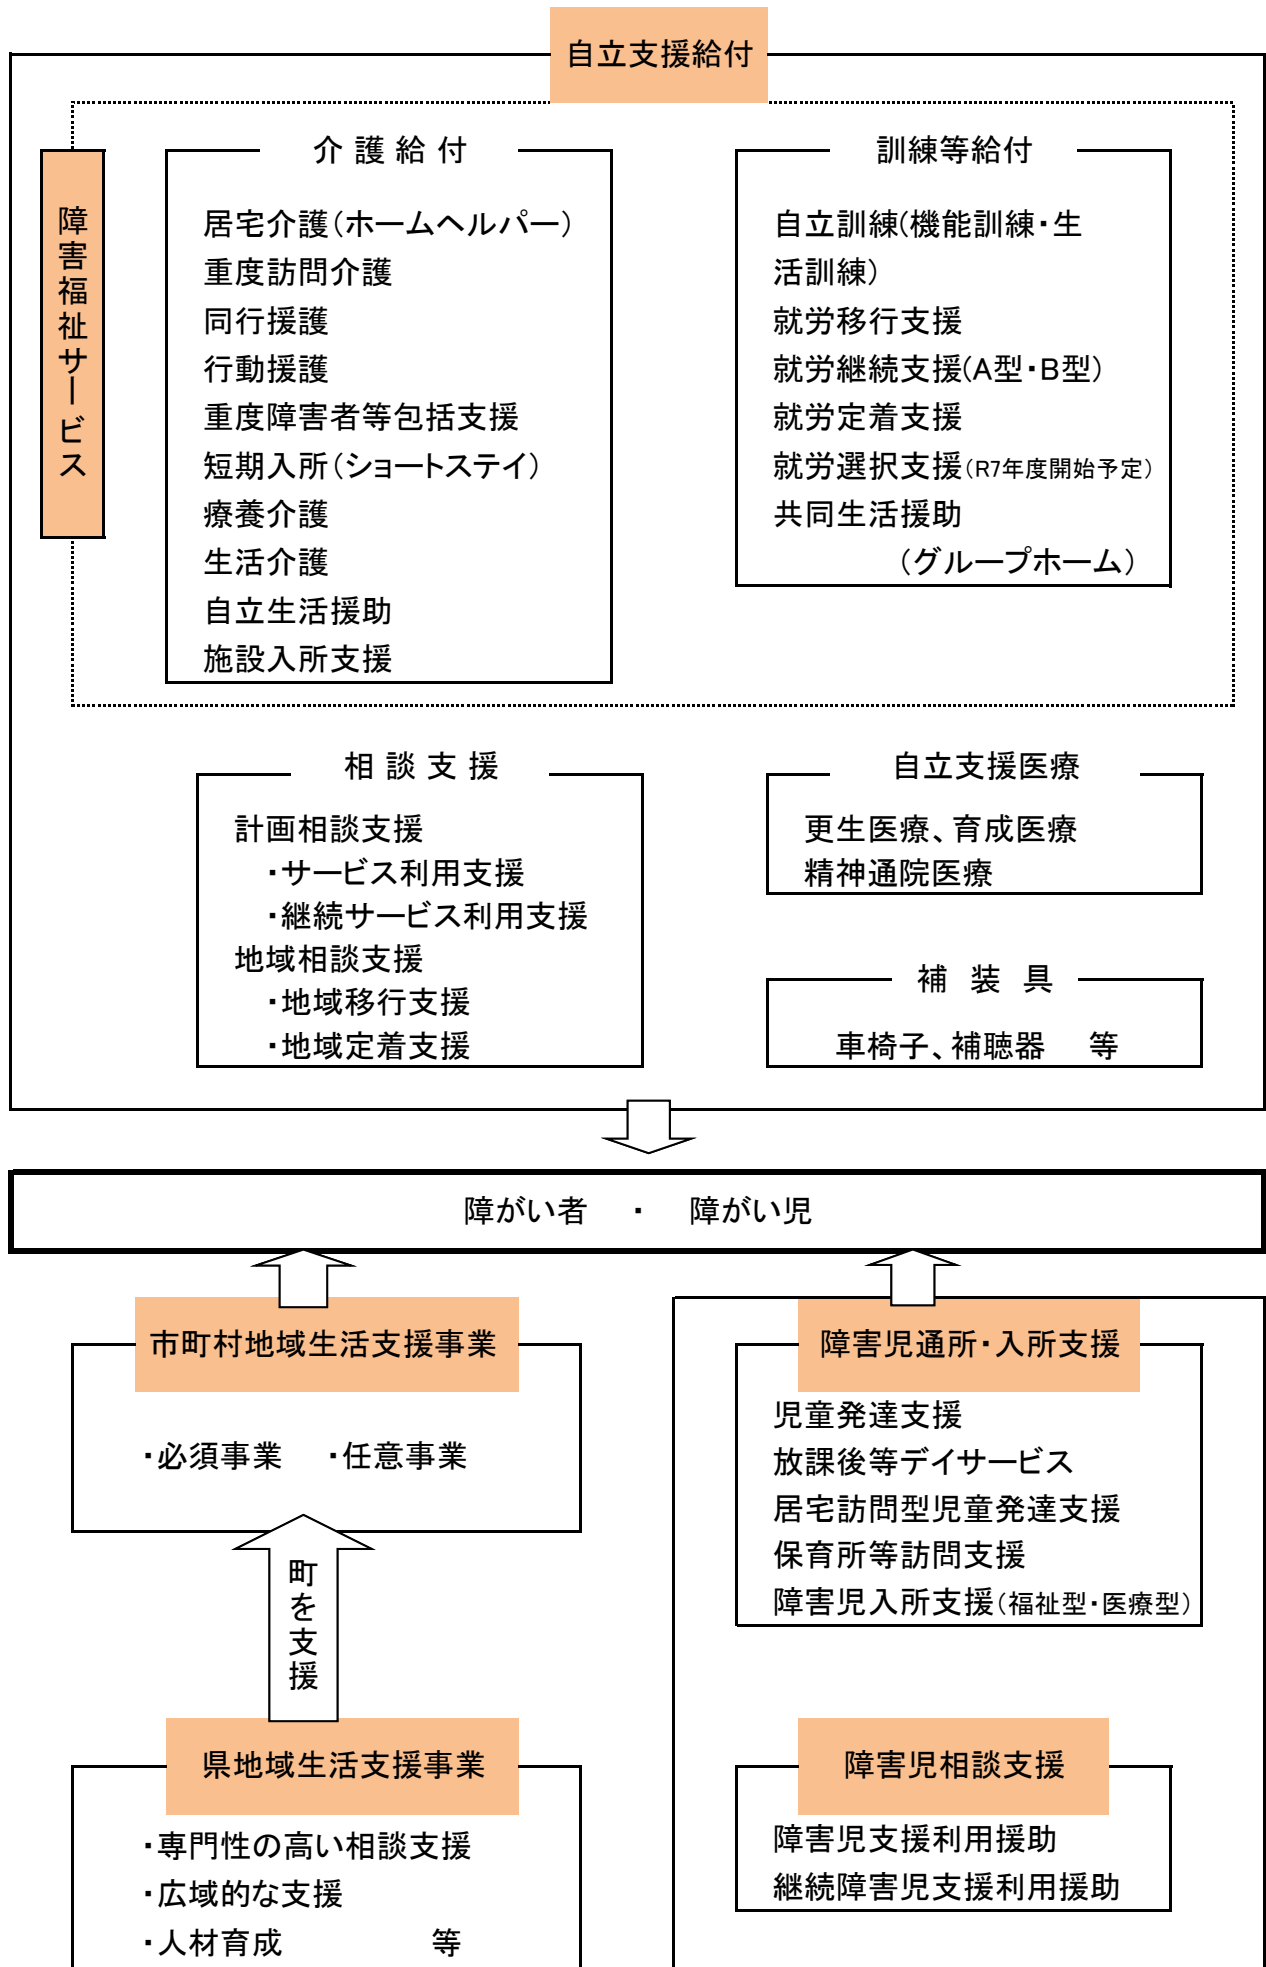 自立支援給付
障害福祉サービス
介護給付
居宅介護（ホームヘルパー）
重度訪問介護
同行援護
行動援護
重度障害者等包括支援
短期入所（ショートステイ）
療養介護
生活介護
自立生活援助
施設入所支援
訓練等給付
自立訓練（機能訓練・生
活訓練）
就労移行支援
就労継続支援（A型・B型）
就労定着支援
就労選択支援（R7年度開始予定）
共同生活援助
（グループホーム）
相談支援
計画相談支援
・サービス利用支援
・継続サービス利用支援
地域相談支援
・地域移行支援
・地域定着支援
自立支援医療
更生医療、育成医療
精神通院医療
補装具
車椅子、補聴器　等
障がい者　・　障がい児
市町村地域生活支援事業
・必須事業　・任意事業
町を支援
県地域生活支援事業
・専門性の高い相談支援
・広域的な支援
・人材育成　等
障害児通所・入所支援
児童発達支援
放課後等デイサービス
居宅訪問型児童発達支援
保育所等訪問支援
障害児入所支援（福祉型・医療型）
障害児相談支援
障害児支援利用援助
継続障害児支援利用援助